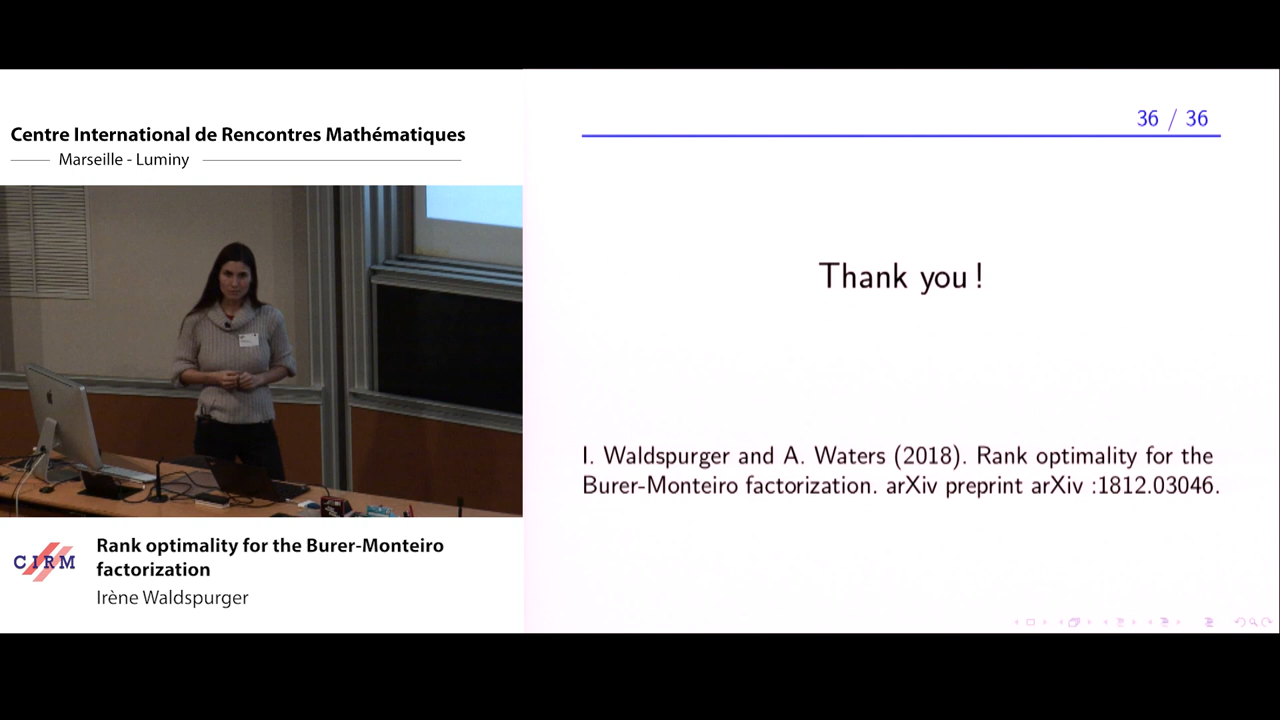 Centre International de Rencontres Mathématiques
Marseille - Luminy
36 / 36
Thank you !
I. Waldspurger and A. Waters (2018). Rank optimality for the
Burer-Monteiro factorization. arXiv preprint arXiv :1812.03046.
CIRM
Rank optimality for the Burer-Monteiro
factorization
Irène Waldspurger